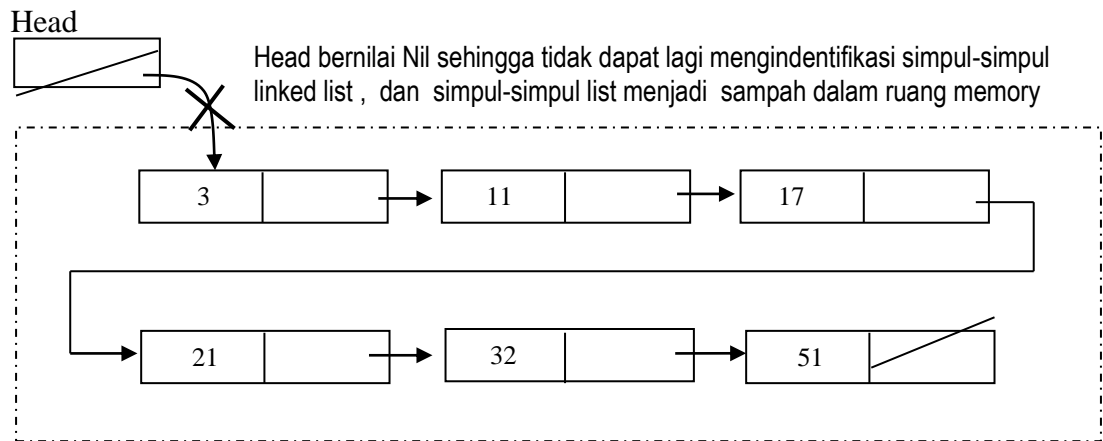 Head
Head bernilai Nil sehingga tidak dapat lagi mengindentifikasi simpul-simpul
linked list , dan simpul-simpul list menjadi sampah dalam ruang memory
3 11 17
21 32 51